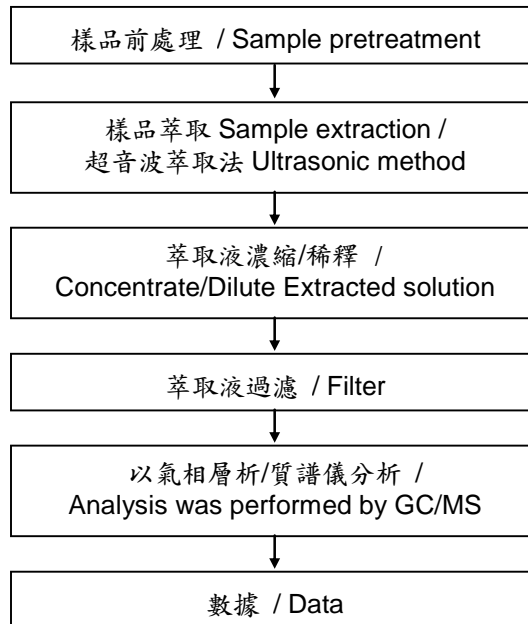 樣品前處理 / Sample pretreatment
樣品萃取 Sample extraction /
超音波萃取法 Ultrasonic method
萃取液濃縮/稀釋 /
Concentrate/Dilute Extracted solution
萃取液過濾 / Filter
以氣相層析/質譜儀分析 /
Analysis was performed by GC/MS
數據 / Data